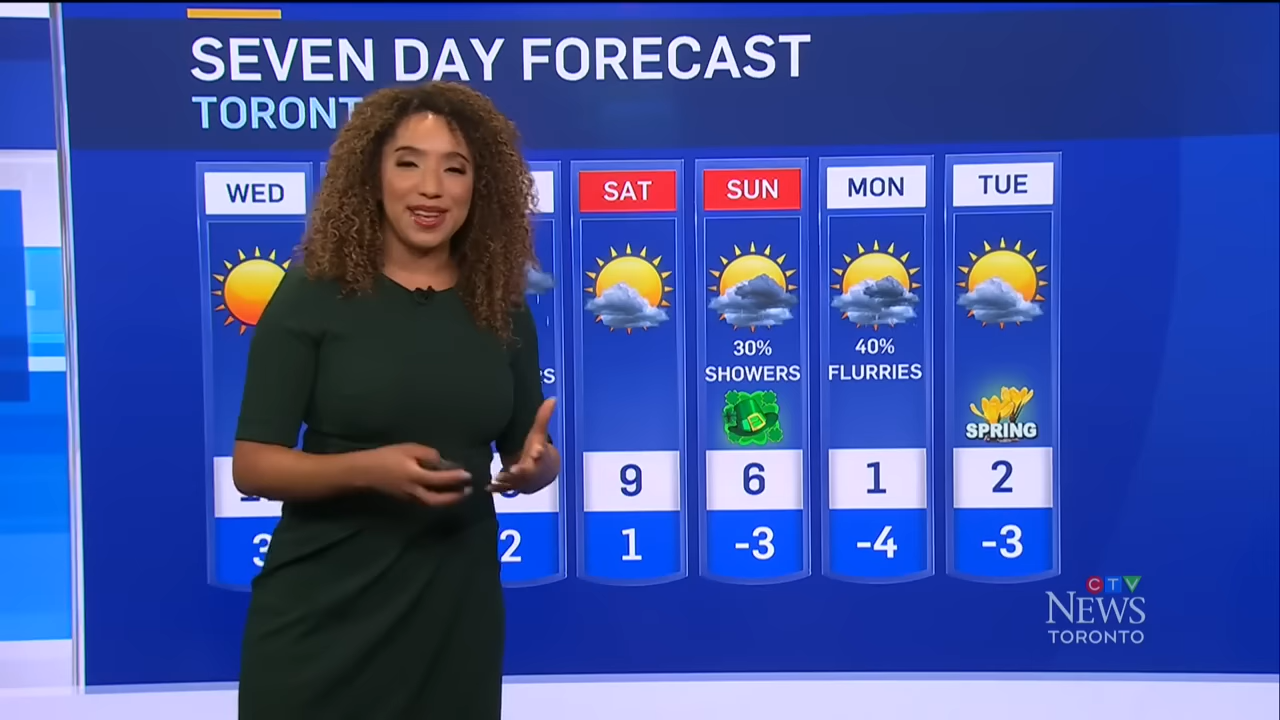 SEVEN DAY FORECAST
TORONT
WED
SAT
SUN
MON
TUE
30%
SHOWERS
40%
FLURRIES
SPRING
9
6
1
2
3
2
1
-3
-4
-3
CTV
NEWS
TORONTO